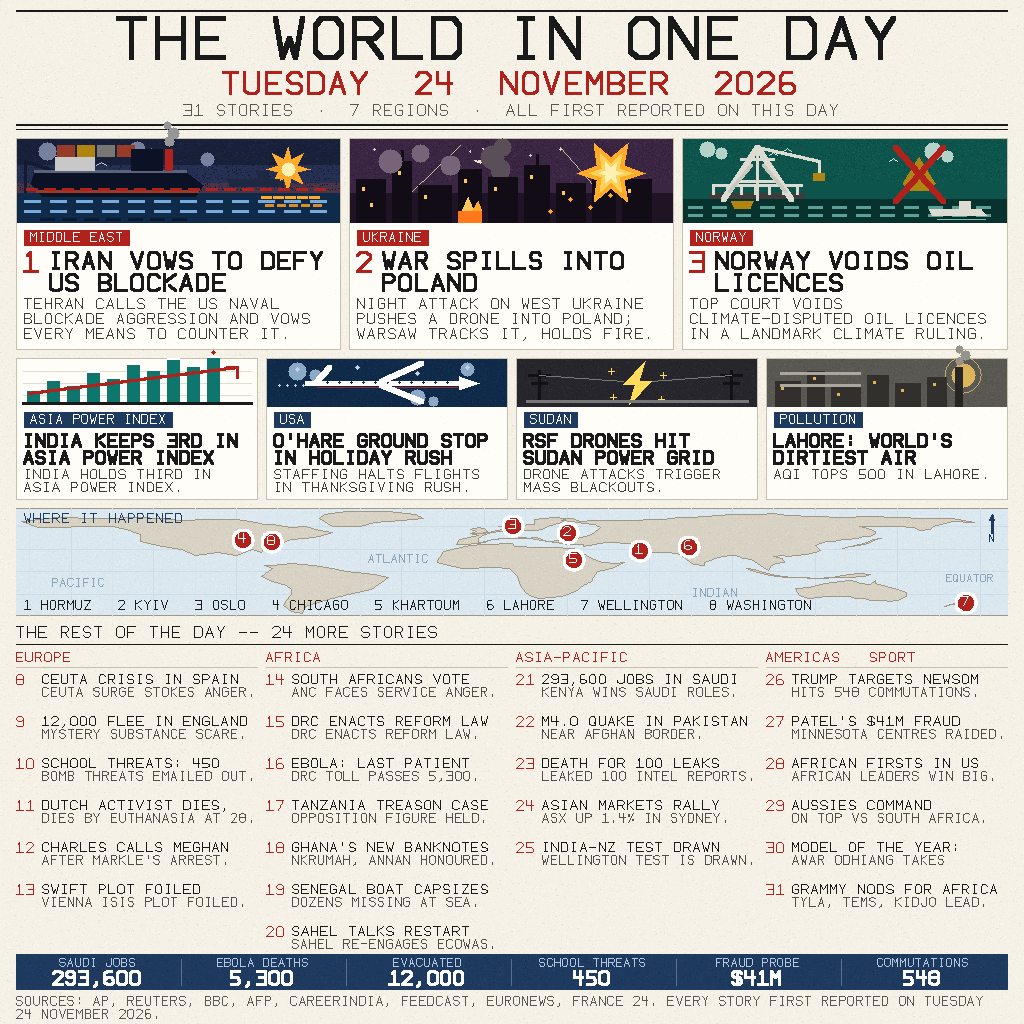 THE WORLD IN ONE DAY
TUESDAY 24 NOVEMBER 2026
31 STORIES · 7 REGIONS · ALL FIRST REPORTED ON THIS DAY
MIDDLE EAST
1 IRAN VOWS TO DEFY
US BLOCKADE
TEHRAN CALLS THE US NAVAL
BLOCKADE AGGRESSION AND VOWS
EVERY MEANS TO COUNTER IT.
UKRAINE
2 WAR SPILLS INTO
POLAND
NIGHT ATTACK ON WEST UKRAINE
PUSHES A DRONE INTO POLAND;
WARSAW TRACKS IT, HOLDS FIRE.
NORWAY
3 NORWAY VOIDS OIL
LICENCES
TOP COURT VOIDS
CLIMATE-DISPUTED OIL LICENCES
IN A LANDMARK CLIMATE RULING.
ASIA POWER INDEX
INDIA KEEPS 3RD IN
ASIA POWER INDEX
INDIA HOLDS THIRD IN
ASIA POWER INDEX.
USA
O'HARE GROUND STOP
IN HOLIDAY RUSH
STAFFING HALTS FLIGHTS
IN THANKSGIVING RUSH.
SUDAN
RSF DRONES HIT
SUDAN POWER GRID
DRONE ATTACKS TRIGGER
MASS BLACKOUTS.
POLLUTION
LAHORE: WORLD'S
DIRTIEST AIR
AQI TOPS 500 IN LAHORE.
WHERE IT HAPPENED
N
4 8 3 2 5 1 6 7
ATLANTIC
PACIFIC
INDIAN
EQUATOR
1 HORMUZ 2 KYIV 3 OSLO 4 CHICAGO 5 KHARTOUM 6 LAHORE 7 WELLINGTON 8 WASHINGTON
THE REST OF THE DAY -- 24 MORE STORIES
EUROPE
8 CEUTA CRISIS IN SPAIN
CEUTA SURGE STOKES ANGER.
9 12,000 FLEE IN ENGLAND
MYSTERY SUBSTANCE SCARE.
10 SCHOOL THREATS: 450
BOMB THREATS EMAILED OUT.
11 DUTCH ACTIVIST DIES,
DIES BY EUTHANASIA AT 28.
12 CHARLES CALLS MEGHAN
AFTER MARKLE'S ARREST.
13 SWIFT PLOT FOILED
VIENNA ISIS PLOT FOILED.
AFRICA
14 SOUTH AFRICANS VOTE
ANC FACES SERVICE ANGER.
15 DRC ENACTS REFORM LAW
DRC ENACTS REFORM LAW.
16 EBOLA: LAST PATIENT
DRC TOLL PASSES 5,300.
17 TANZANIA TREASON CASE
OPPOSITION FIGURE HELD.
18 GHANA'S NEW BANKNOTES
NKRUMAH, ANNAN HONOURED.
19 SENEGAL BOAT CAPSIZES
DOZENS MISSING AT SEA.
20 SAHEL TALKS RESTART
SAHEL RE-ENGAGES ECOWAS.
ASIA-PACIFIC
21 293,600 JOBS IN SAUDI
KENYA WINS SAUDI ROLES.
22 M4.0 QUAKE IN PAKISTAN
NEAR AFGHAN BORDER.
23 DEATH FOR 100 LEAKS
LEAKED 100 INTEL REPORTS.
24 ASIAN MARKETS RALLY
ASX UP 1.4% IN SYDNEY.
25 INDIA-NZ TEST DRAWN
WELLINGTON TEST IS DRAWN.
AMERICAS SPORT
26 TRUMP TARGETS NEWSOM
HITS 548 COMMUTATIONS.
27 PATEL'S $41M FRAUD
MINNESOTA CENTRES RAIDED.
28 AFRICAN FIRSTS IN US
AFRICAN LEADERS WIN BIG.
29 AUSSIES COMMAND
ON TOP VS SOUTH AFRICA.
30 MODEL OF THE YEAR:
AWAR ODHIANG TAKES
31 GRAMMY NODS FOR AFRICA
TYLA, TEMS, KIDJO LEAD.
SAUDI JOBS
293,600
EBOLA DEATHS
5,300
EVACUATED
12,000
SCHOOL THREATS
450
FRAUD PROBE
$41M
COMMUTATIONS
548
SOURCES: AP, REUTERS, BBC, AFP, CAREERINDIA, FEEDCAST, EURONEWS, FRANCE 24. EVERY STORY FIRST REPORTED ON TUESDAY
24 NOVEMBER 2026.